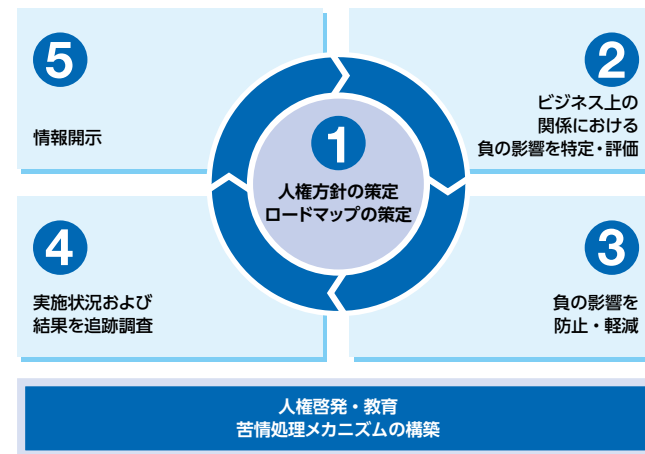 1
人権方針の策定
ロードマップの策定
2
ビジネス上の
関係における
負の影響を特定・評価
3
負の影響を
防止・軽減
4
実施状況および
結果を追跡調査
5
情報開示
人権啓発・教育
苦情処理メカニズムの構築